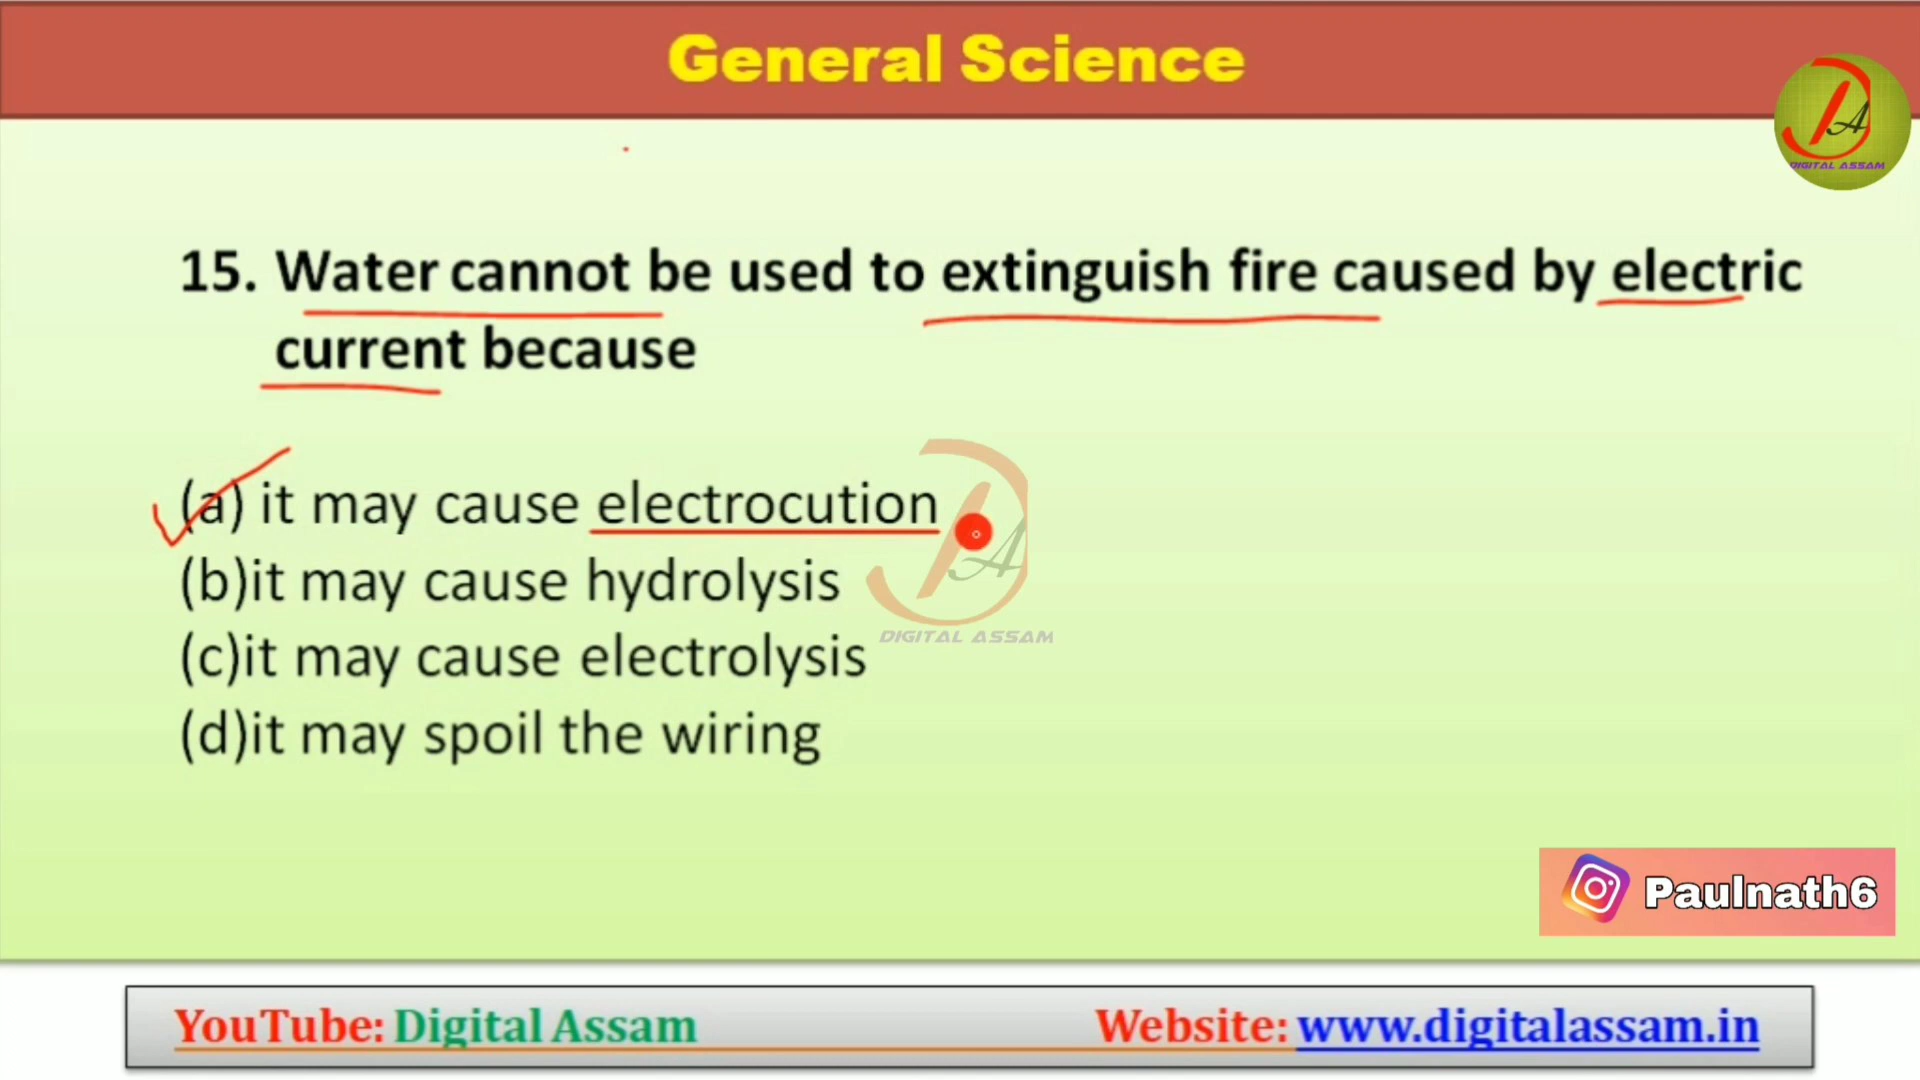 General Science
DIGITAL ASSAM
15. Water cannot be used to extinguish fire caused by electric
current because
(a) it may cause electrocution
(b)it may cause hydrolysis
(c)it may cause electrolysis
(d)it may spoil the wiring
DIGITAL ASSAM
Paulnath6
YouTube: Digital Assam Website: www.digitalassam.in